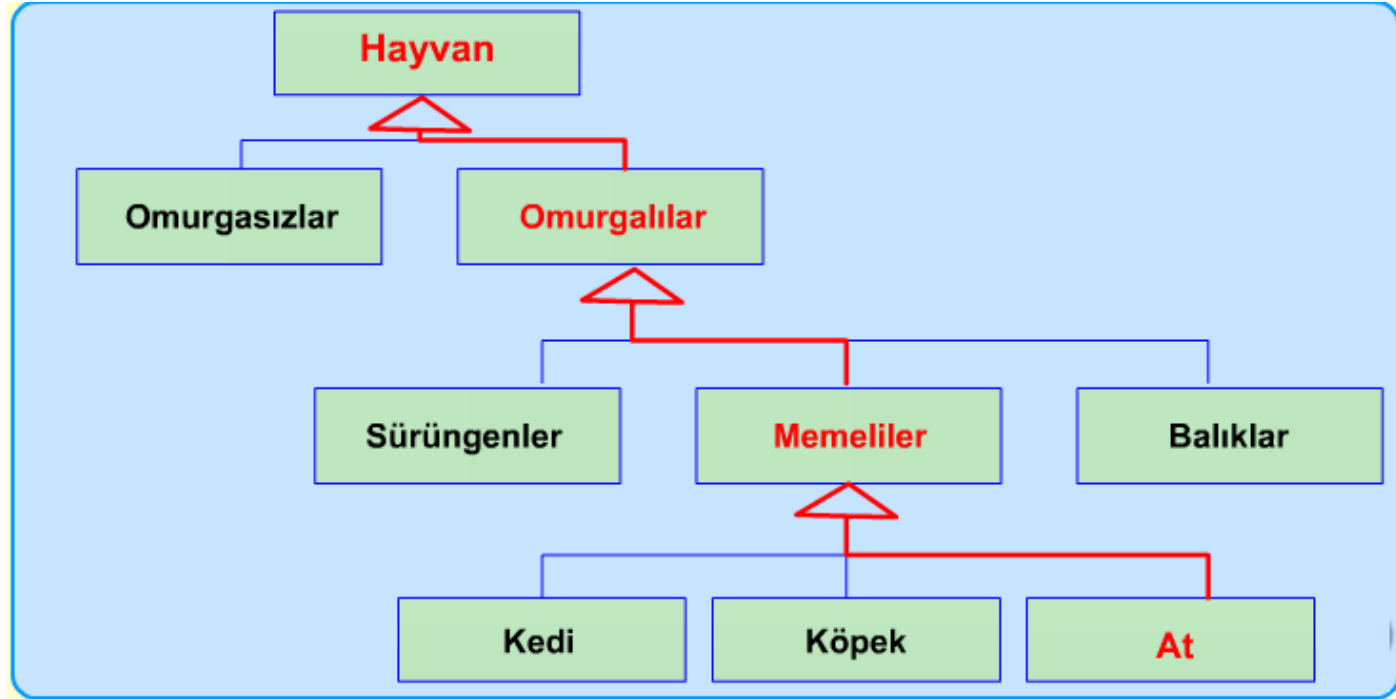 Hayvan
Omurgasızlar
Omurgalılar
Sürüngenler
Memeliler
Balıklar
Kedi
Köpek
At